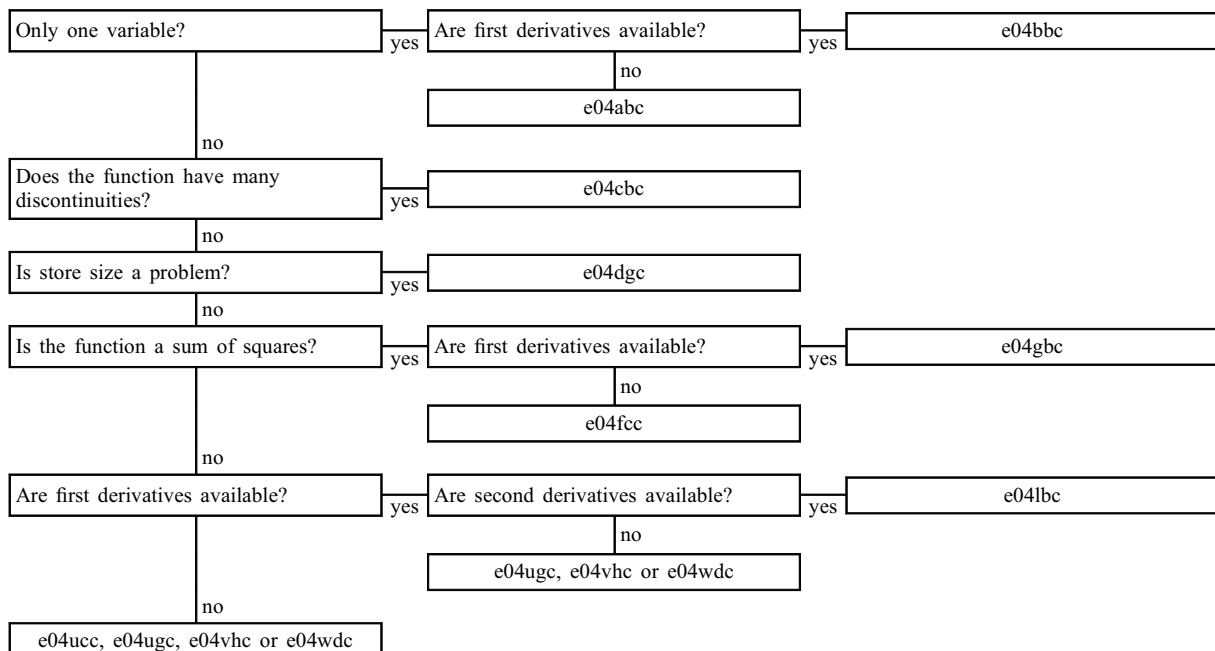 Only one variable?
yes
Are first derivatives available?
yes
e04bbc
no
e04abc
no
Does the function have many
discontinuities?
yes
e04cbc
no
Is store size a problem?
yes
e04dgc
no
Is the function a sum of squares?
yes
Are first derivatives available?
yes
e04gbc
no
e04fcc
no
Are first derivatives available?
yes
Are second derivatives available?
yes
e04lbc
no
e04ugc, e04vhc or e04wdc
no
e04ucc, e04ugc, e04vhc or e04wdc